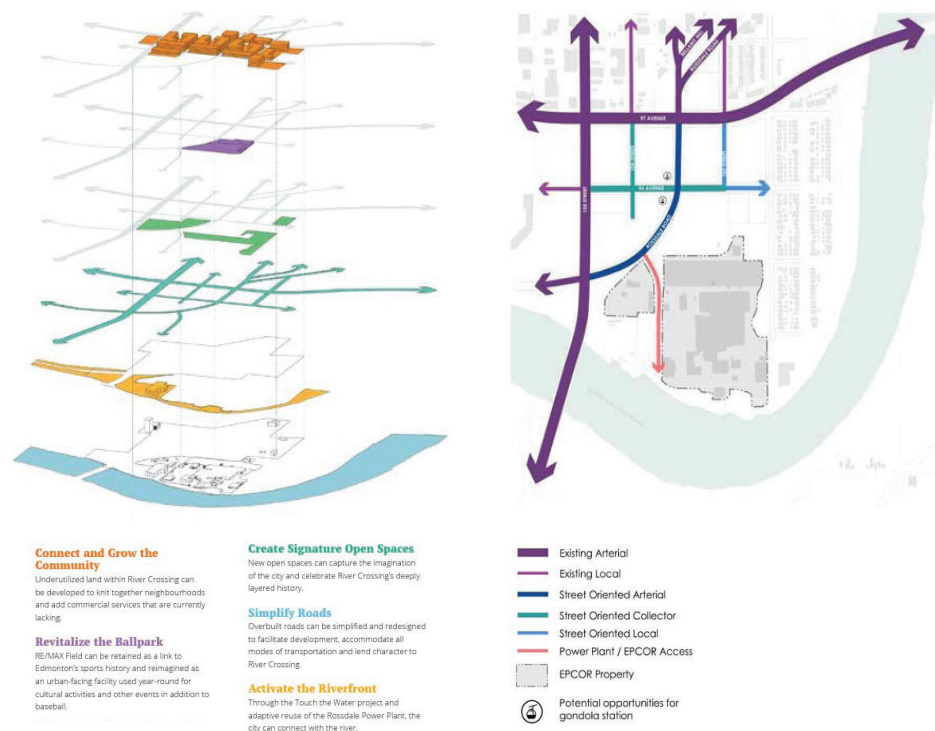 BELLAMY HILL
ROSSDALE ROAD
97 AVENUE
105 STREET
96 AVENUE
ROSSDALE ROAD
Connect and Grow the
Community
Underutilized land within River Crossing can
be developed to knit together neighbourhoods
and add commercial services that are currently
lacking.
Revitalize the Ballpark
RE/MAX Field can be retained as a link to
Edmonton's sports history and reimagined as
an urban-facing facility used year-round for
cultural activities and other events in addition to
baseball.
Create Signature Open Spaces
New open spaces can capture the imagination
of the city and celebrate River Crossing's deeply
layered history.
Simplify Roads
Overbuilt roads can be simplified and redesigned
to facilitate development, accommodate all
modes of transportation and lend character to
River Crossing.
Activate the Riverfront
Through the Touch the Water project and
adaptive reuse of the Rossdale Power Plant, the
city can connect with the river.
Existing Arterial
Existing Local
Street Oriented Arterial
Street Oriented Collector
Street Oriented Local
Power Plant / EPCOR Access
EPCOR Property
Potential opportunities for
gondola station